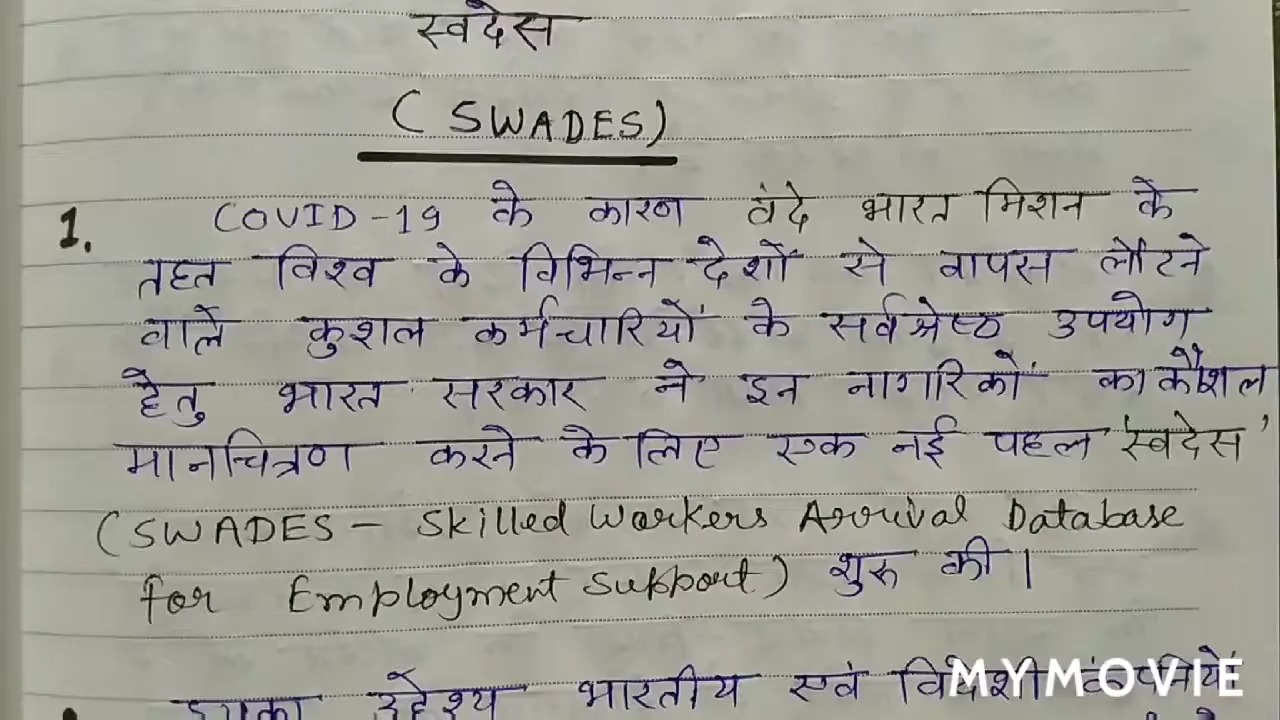 स्वदेस
(SWADES)
1. COVID-19 के कारण वंदे भारत मिशन के
तहत विश्व के विभिन्न देशों से वापस लौटने
वाले कुशल कर्मचारियों के सर्वश्रेष्ठ उपयोग
हेतु भारत सरकार ने इन नागरिकों का कौशल
मानचित्रण करने के लिए एक नई पहल 'स्वदेस'
(SWADES - Skilled Workers Arrival Database
for Employment Support) शुरू की।
उद्देश्य भारतीय एवं विदेशी
MYMOVIE